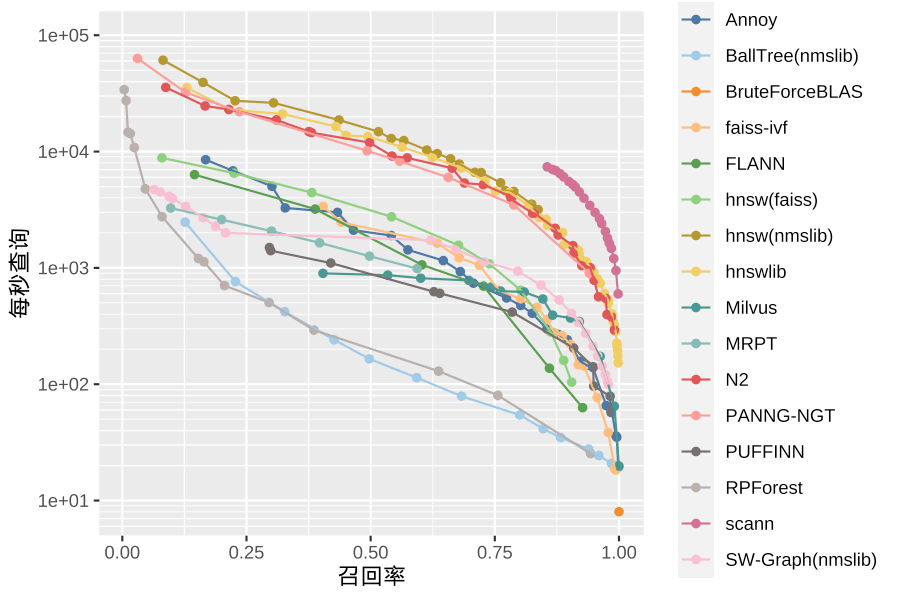 1e+05
1e+04
1e+03
1e+02
1e+01
每秒查询
0.00 0.25 0.50 0.75 1.00
召回率
Annoy
BallTree(nmslib)
BruteForceBLAS
faiss-ivf
FLANN
hnsw(faiss)
hnsw(nmslib)
hnswlib
Milvus
MRPT
N2
PANNG-NGT
PUFFINN
RPForest
scann
SW-Graph(nmslib)